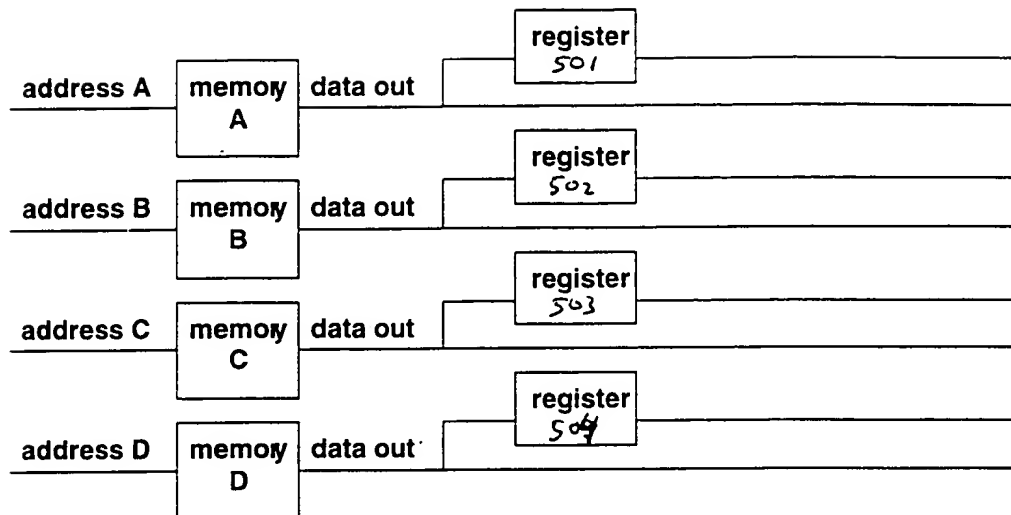 register
501
address A
memory
A
data out
register
502
address B
memory
B
data out
register
503
address C
memory
C
data out
register
504
address D
memory
D
data out